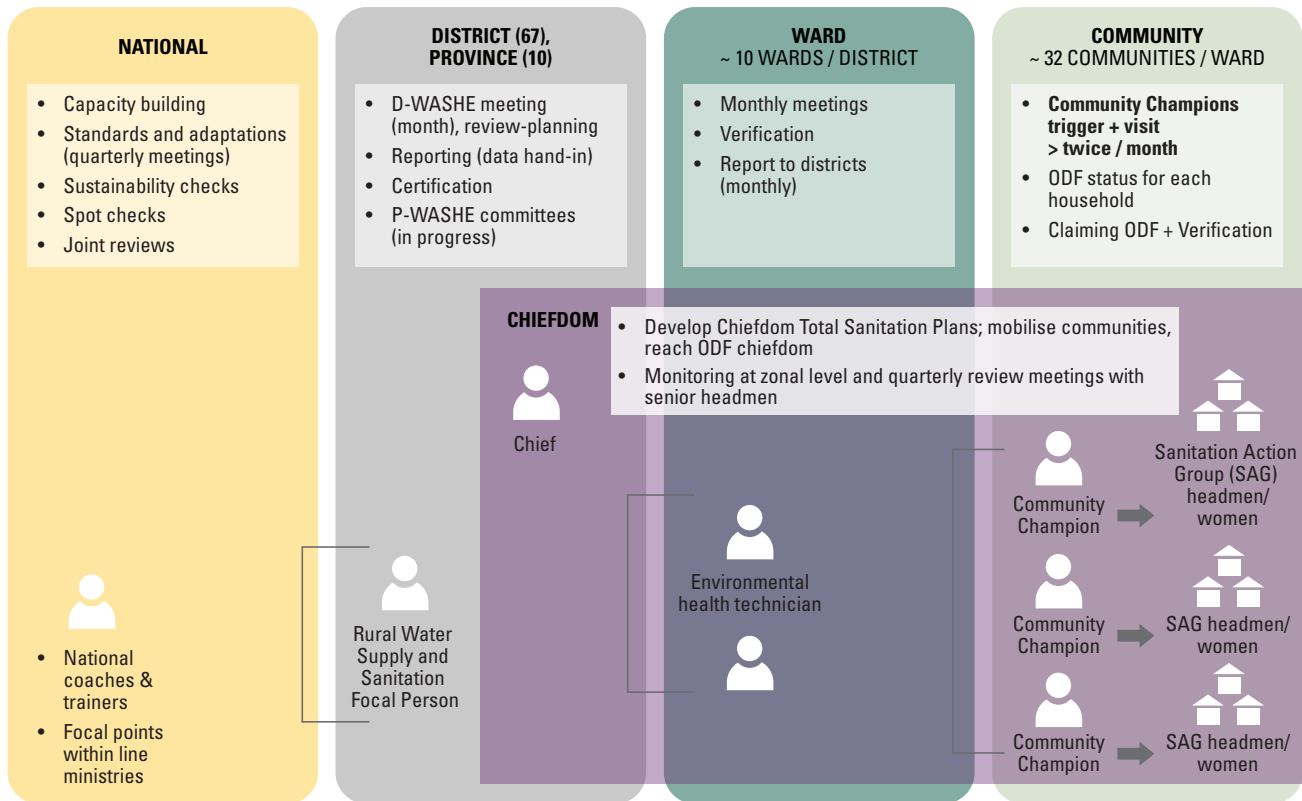 NATIONAL
• Capacity building
• Standards and adaptations
(quarterly meetings)
• Sustainability checks
• Spot checks
• Joint reviews
• National
coaches &
trainers
• Focal points
within line
ministries
DISTRICT (67),
PROVINCE (10)
• D-WASHE meeting
(month), review-planning
• Reporting (data hand-in)
• Certification
• P-WASHE committees
(in progress)
Rural Water
Supply and
Sanitation
Focal Person
WARD
~ 10 WARDS / DISTRICT
• Monthly meetings
• Verification
• Report to districts
(monthly)
COMMUNITY
~ 32 COMMUNITIES / WARD
• Community Champions
trigger + visit
> twice / month
• ODF status for each
household
• Claiming ODF + Verification
CHIEFDOM
• Develop Chiefdom Total Sanitation Plans; mobilise communities,
reach ODF chiefdom
• Monitoring at zonal level and quarterly review meetings with
senior headmen
Chief
Environmental
health technician
Community
Champion
Sanitation Action
Group (SAG)
headmen/
women
Community
Champion
SAG headmen/
women
Community
Champion
SAG headmen/
women